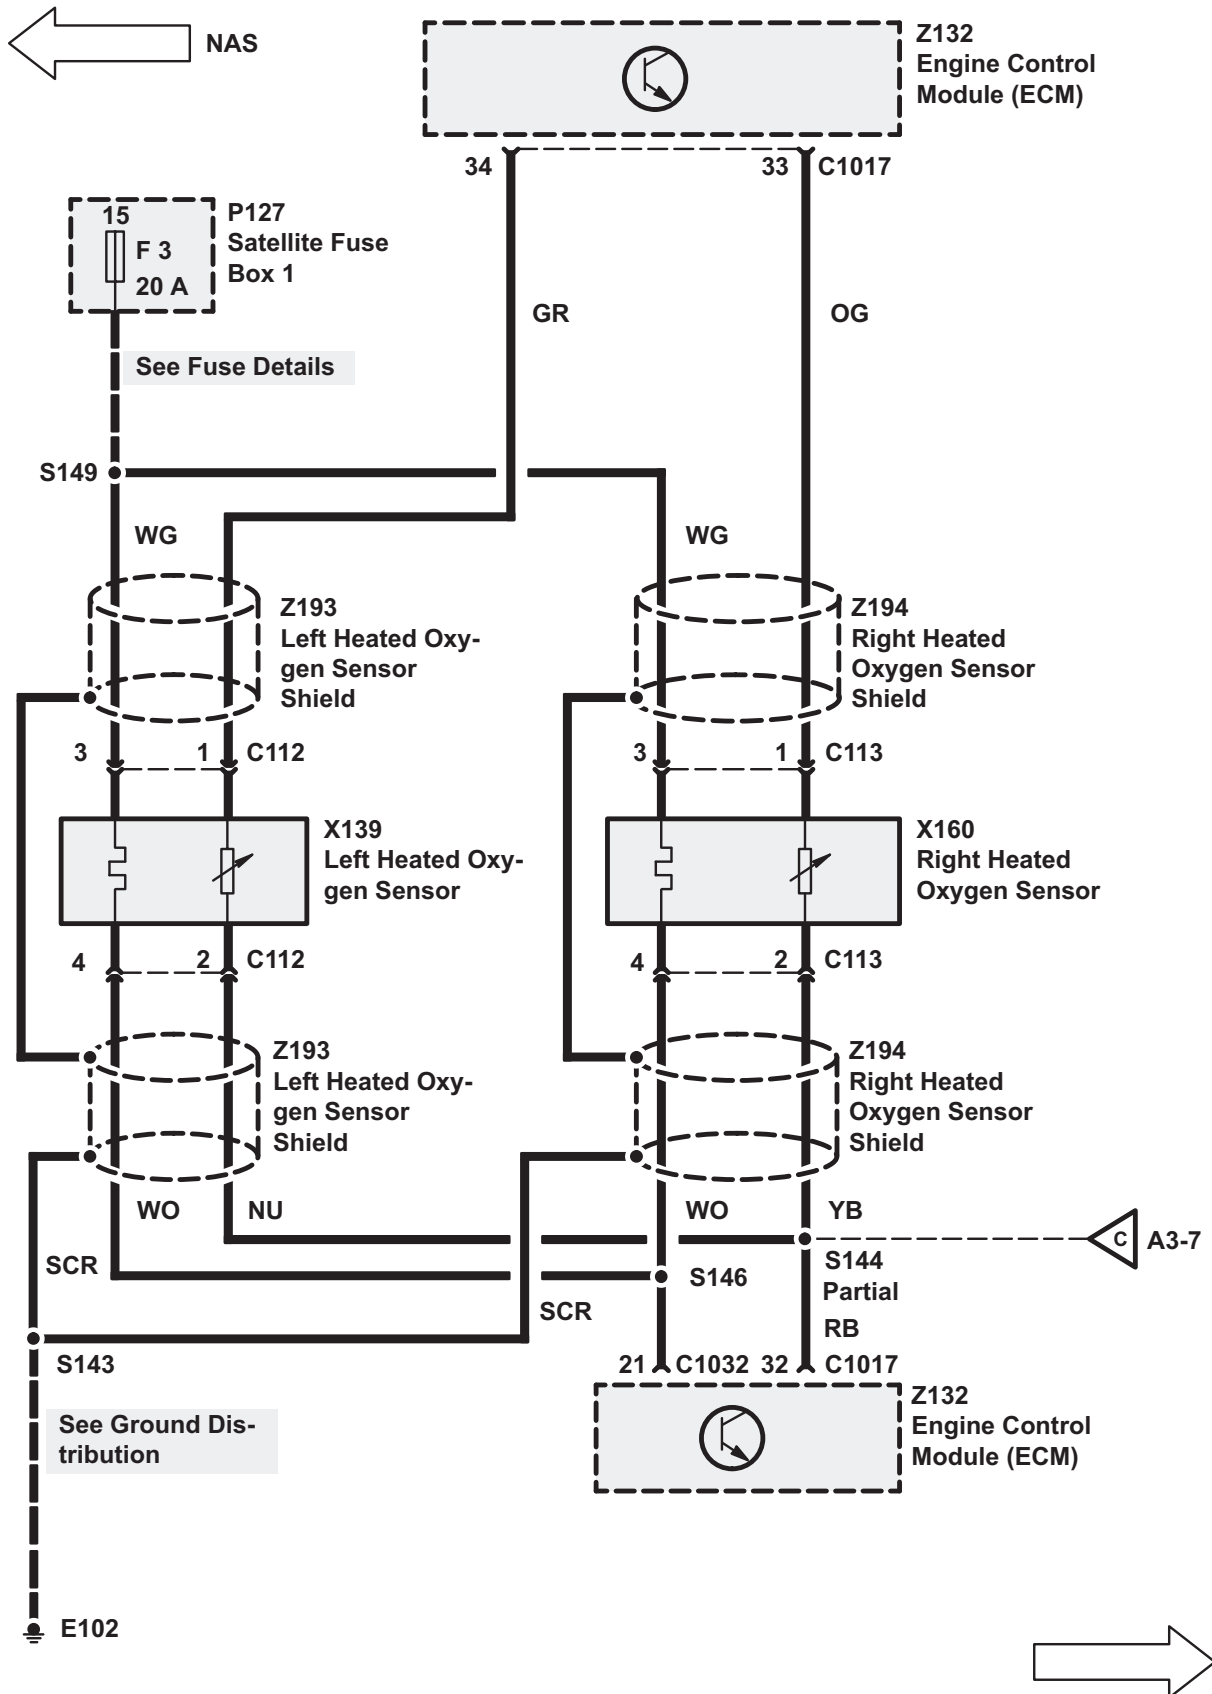 NAS
Z132
Engine Control
Module (ECM)
34
33
C1017
15
F 3
20 A
P127
Satellite Fuse
Box 1
GR
OG
See Fuse Details
S149
WG
WG
Z193
Left Heated Oxy-
gen Sensor
Shield
Z194
Right Heated
Oxygen Sensor
Shield
3
1
C112
3
1
C113
X139
Left Heated Oxy-
gen Sensor
X160
Right Heated
Oxygen Sensor
4
2
C112
4
2
C113
Z193
Left Heated Oxy-
gen Sensor
Shield
Z194
Right Heated
Oxygen Sensor
Shield
WO
NU
WO
YB
C
A3-7
SCR
S144
Partial
S146
SCR
RB
S143
21
C1032
32
C1017
See Ground Dis-
tribution
Z132
Engine Control
Module (ECM)
E102